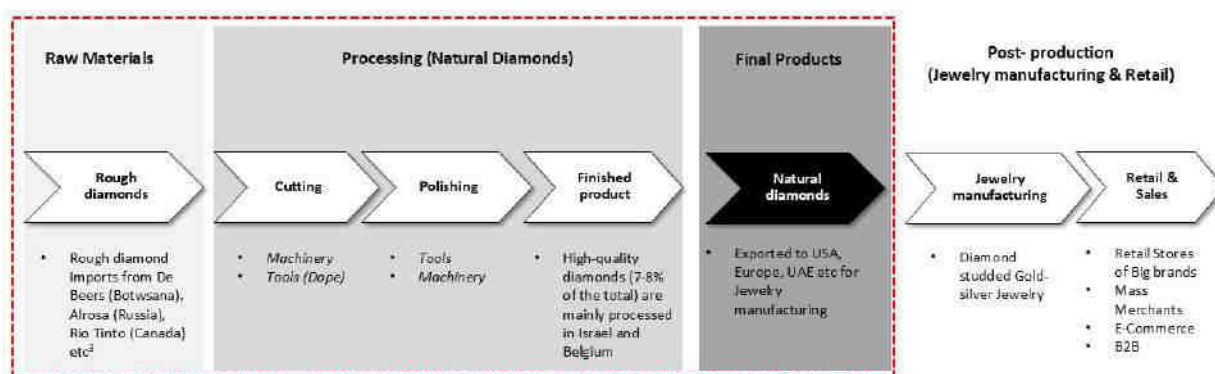 Raw Materials
Processing (Natural Diamonds)
Final Products
Post- production
(Jewelry manufacturing & Retail)
Rough
diamonds
Cutting
Polishing
Finished
product
Natural
diamonds
Jewelry
manufacturing
Retail &
Sales
• Rough diamond
Imports from De
Beers (Botswana),
Alrosa (Russia),
Rio Tinto (Canada)
etc
• Machinery
• Tools (Dope)
• Tools
• Machinery
• High-quality
diamonds (7-8%
of the total) are
mainly processed
in Israel and
Belgium
• Exported to USA,
Europe, UAE etc for
Jewelry
manufacturing
• Diamond
studded Gold-
silver Jewelry
• Retail Stores
of Big brands
• Mass
Merchants
• E-Commerce
• B2B